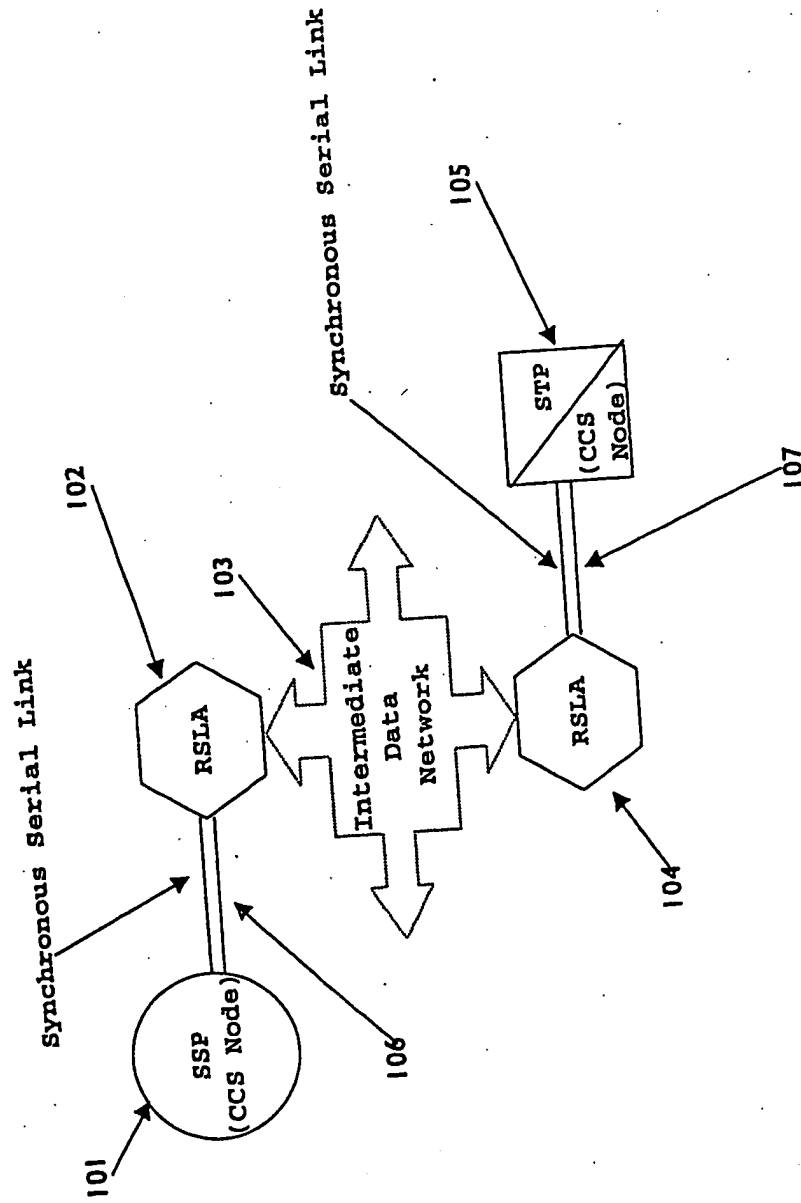 Synchronous Serial Link
101
SSP
(CCS Node)
106
RSLA
102
103
Intermediate
Data
Network
Synchronous Serial Link
104
RSLA
107
STP
(CCS
Node)
105